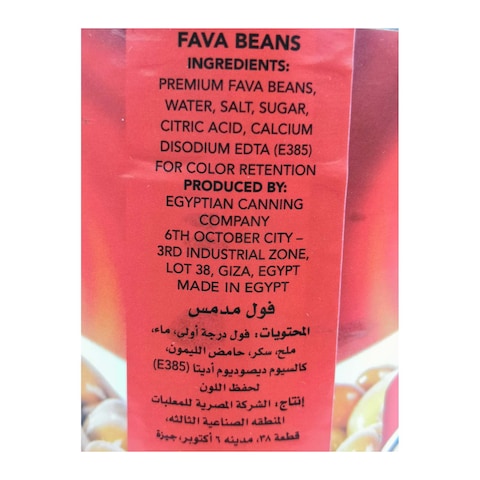 FAVA BEANS
INGREDIENTS:
PREMIUM FAVA BEANS,
WATER, SALT, SUGAR,
CITRIC ACID, CALCIUM
DISODIUM EDTA (E385)
FOR COLOR RETENTION
PRODUCED BY:
EGYPTIAN CANNING
COMPANY
6TH OCTOBER CITY –
3RD INDUSTRIAL ZONE,
LOT 38, GIZA, EGYPT
MADE IN EGYPT
فول مدمس
المحتويات: فول درجة أولى، ماء،
ملح، سكر، حامض الليمون،
كالسيوم ديصوديوم أديتا (E385)
لحفظ اللون
إنتاج: الشركة المصرية للمعلبات
المنطقه الصناعية الثالثه،
قطعة ٣٨، مدينه ٦ أكتوبر، جيزة